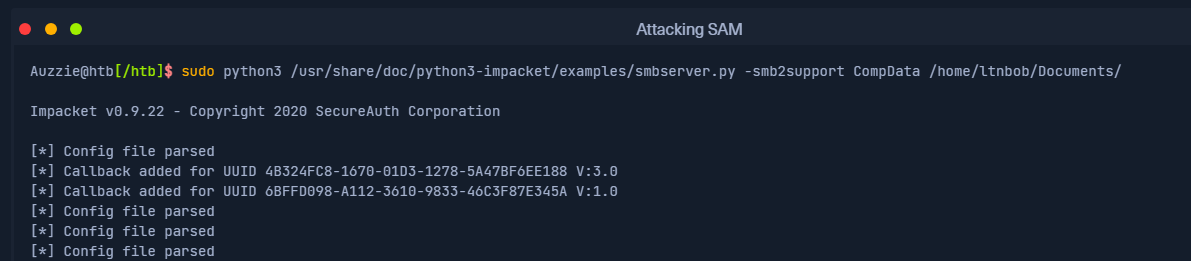 Attacking SAM
Auzzie@htb[/htb]$ sudo python3 /usr/share/doc/python3-impacket/examples/smbserver.py -smb2support CompData /home/ltnbob/Documents/
Impacket v0.9.22 - Copyright 2020 SecureAuth Corporation
[*] Config file parsed
[*] Callback added for UUID 4B324FC8-1670-01D3-1278-5A47BF6EE188 V:3.0
[*] Callback added for UUID 6BFFD098-A112-3610-9833-46C3F87E345A V:1.0
[*] Config file parsed
[*] Config file parsed
[*] Config file parsed